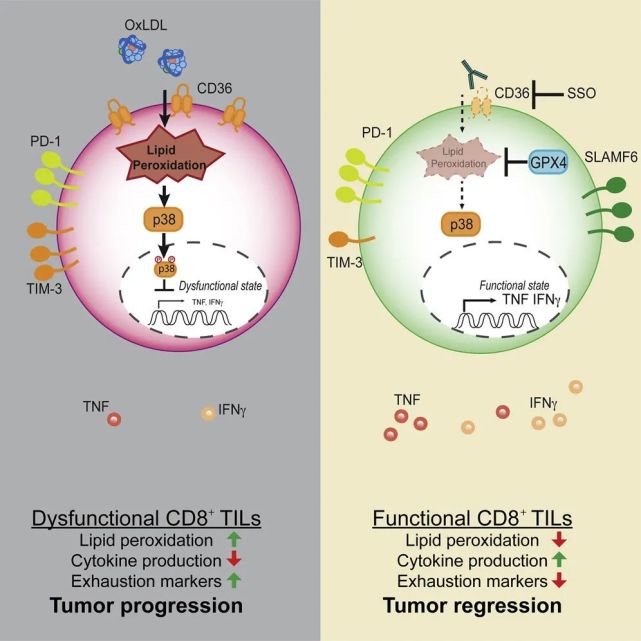 OxLDL
CD36
PD-1
Lipid
Peroxidation
p38
TIM-3
P P
p38
Dysfunctional state
TNF, IFNγ
TNF
IFNγ
Dysfunctional CD8⁺ TILs
Lipid peroxidation
Cytokine production
Exhaustion markers
Tumor progression
CD36
SSO
PD-1
Lipid
Peroxidation
GPX4
SLAMF6
p38
TIM-3
Functional state
TNF IFNγ
TNF
IFNγ
Functional CD8⁺ TILs
Lipid peroxidation
Cytokine production
Exhaustion markers
Tumor regression